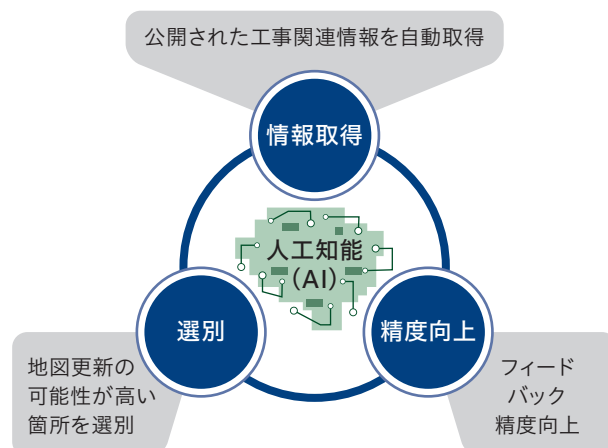 公開された工事関連情報を自動取得
情報取得
人工知能
（AI）
選別
精度向上
地図更新の
可能性が高い
箇所を選別
フィード
バック
精度向上